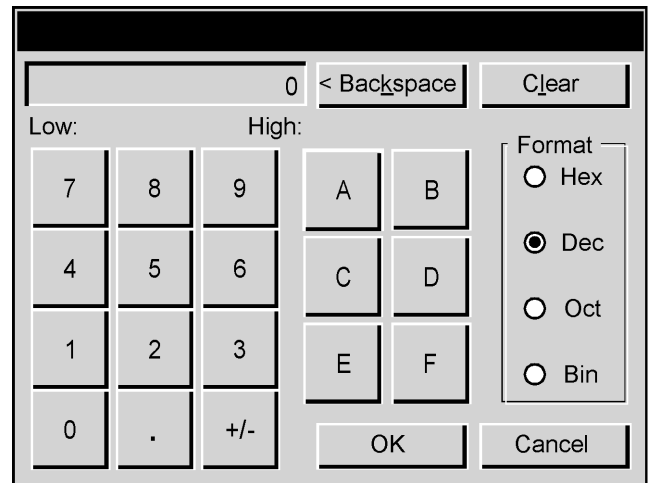 0 < Backspace Clear
Low: High:
Format
7 8 9 A B Hex
Dec
4 5 6 C D
Oct
1 2 3 E F
Bin
0 . +/-
OK Cancel